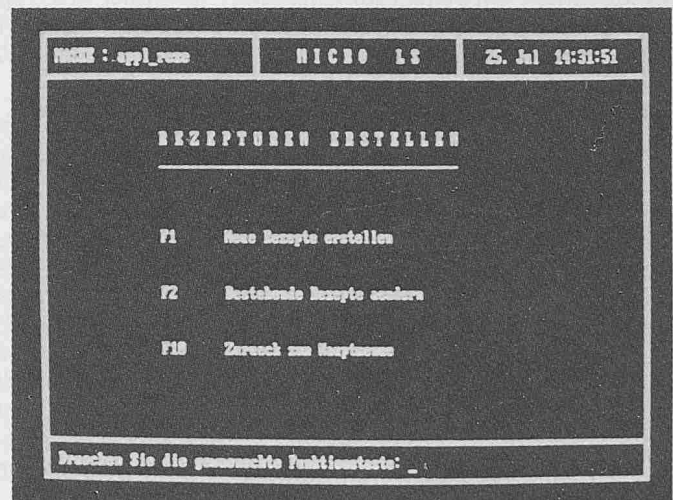 MASKE : appl_reze MICRO LS 25. Jul 14:31:51
REZEPTUREN ERSTELLEN
F1 Neue Rezepte erstellen
F2 Bestehende Rezepte aendern
F10 Zurueck zum Hauptmenue
Druecken Sie die gewuenschte Funktionstaste: _